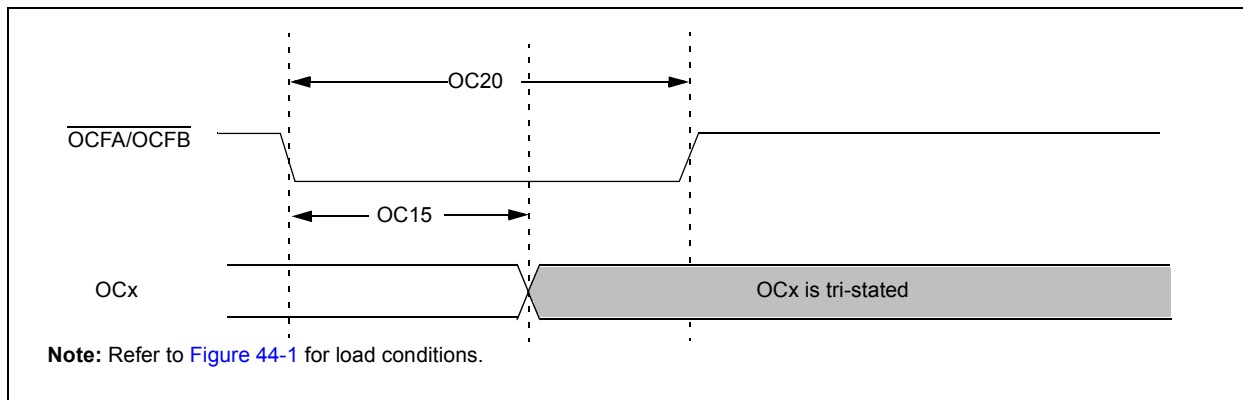 OC20
OCFA/OCFB
OC15
OCx
OCx is tri-stated
Note: Refer to Figure 44-1 for load conditions.